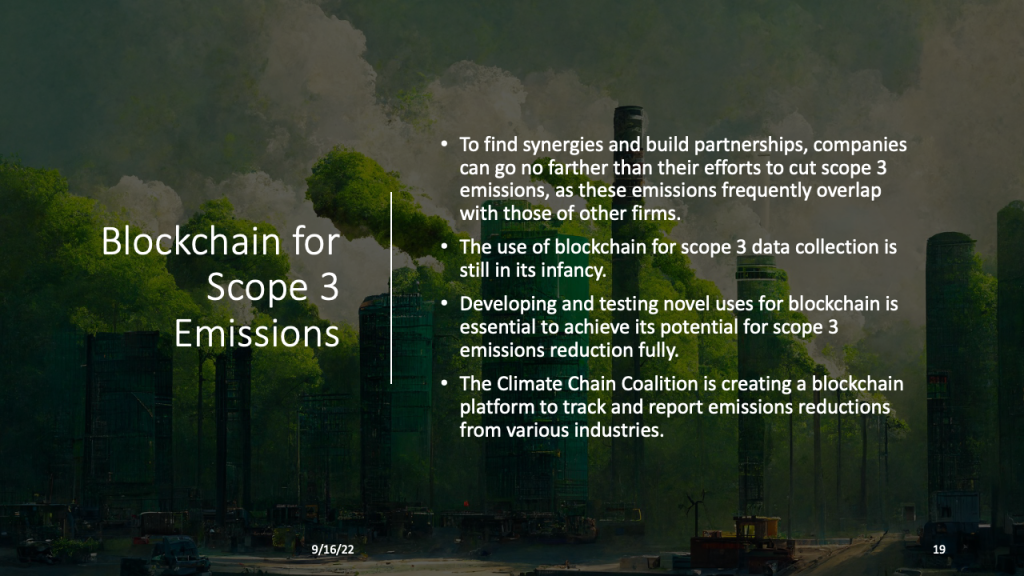 Blockchain for
Scope 3
Emissions
• To find synergies and build partnerships, companies
can go no farther than their efforts to cut scope 3
emissions, as these emissions frequently overlap
with those of other firms.
• The use of blockchain for scope 3 data collection is
still in its infancy.
• Developing and testing novel uses for blockchain is
essential to achieve its potential for scope 3
emissions reduction fully.
• The Climate Chain Coalition is creating a blockchain
platform to track and report emissions reductions
from various industries.
9/16/22
19